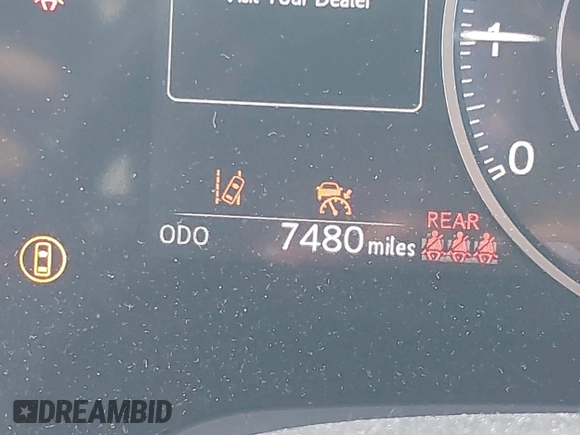 Visit Your Dealer
1
0
REAR
ODO 7480 miles
DREAMBID